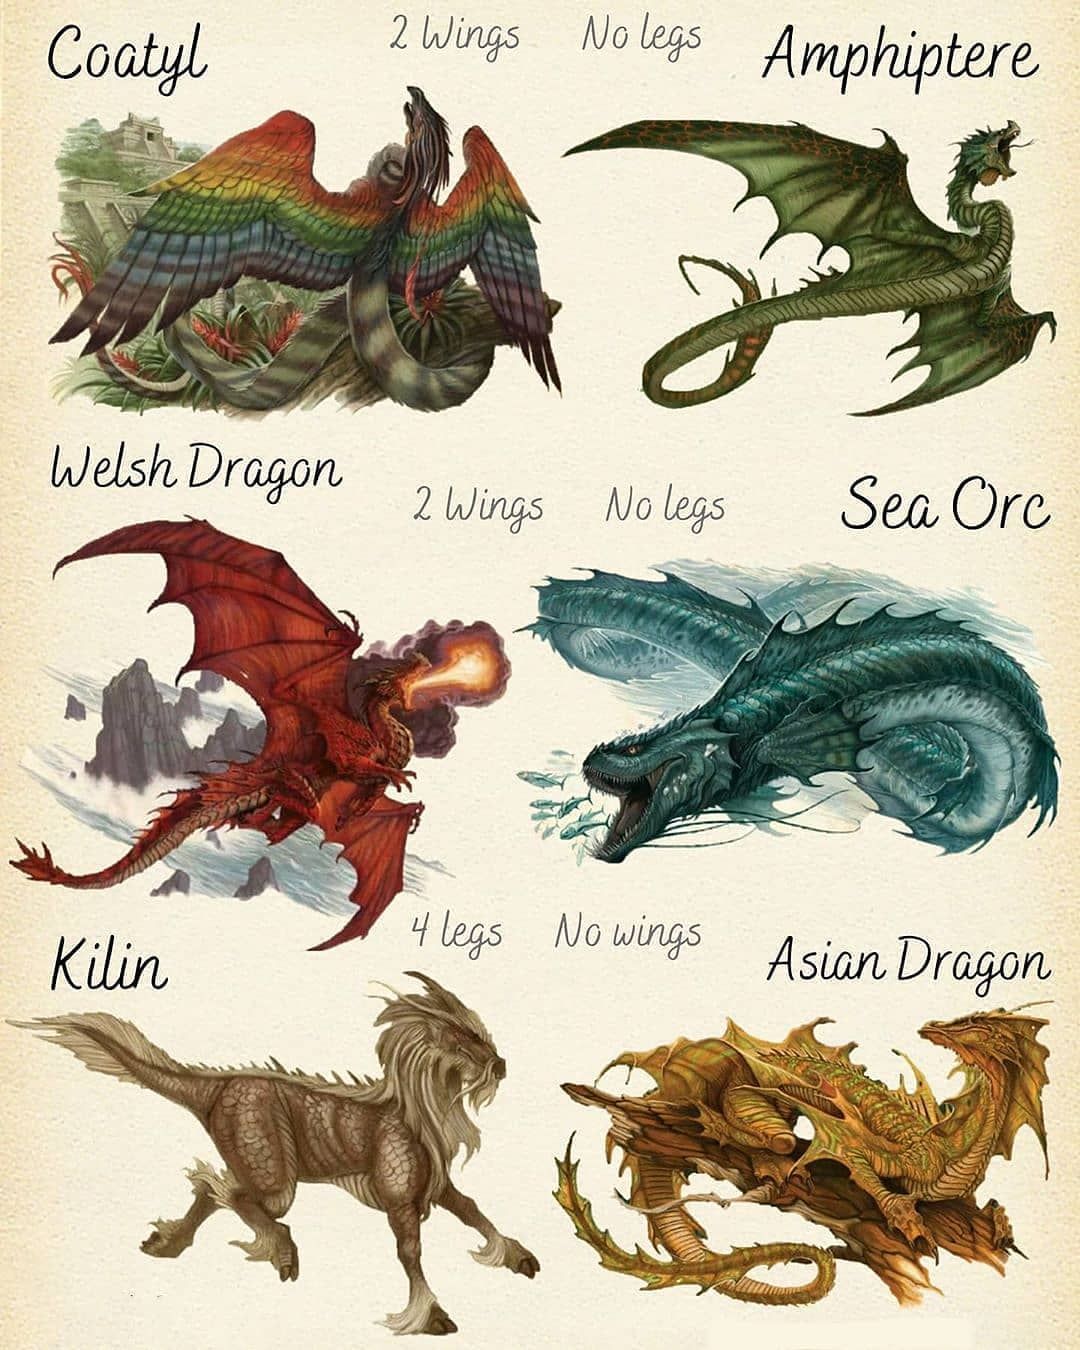 Coatyl
2 Wings
No legs
Amphiptere
Welsh Dragon
2 Wings
No legs
Sea Orc
Kilin
4 legs
No wings
Asian Dragon